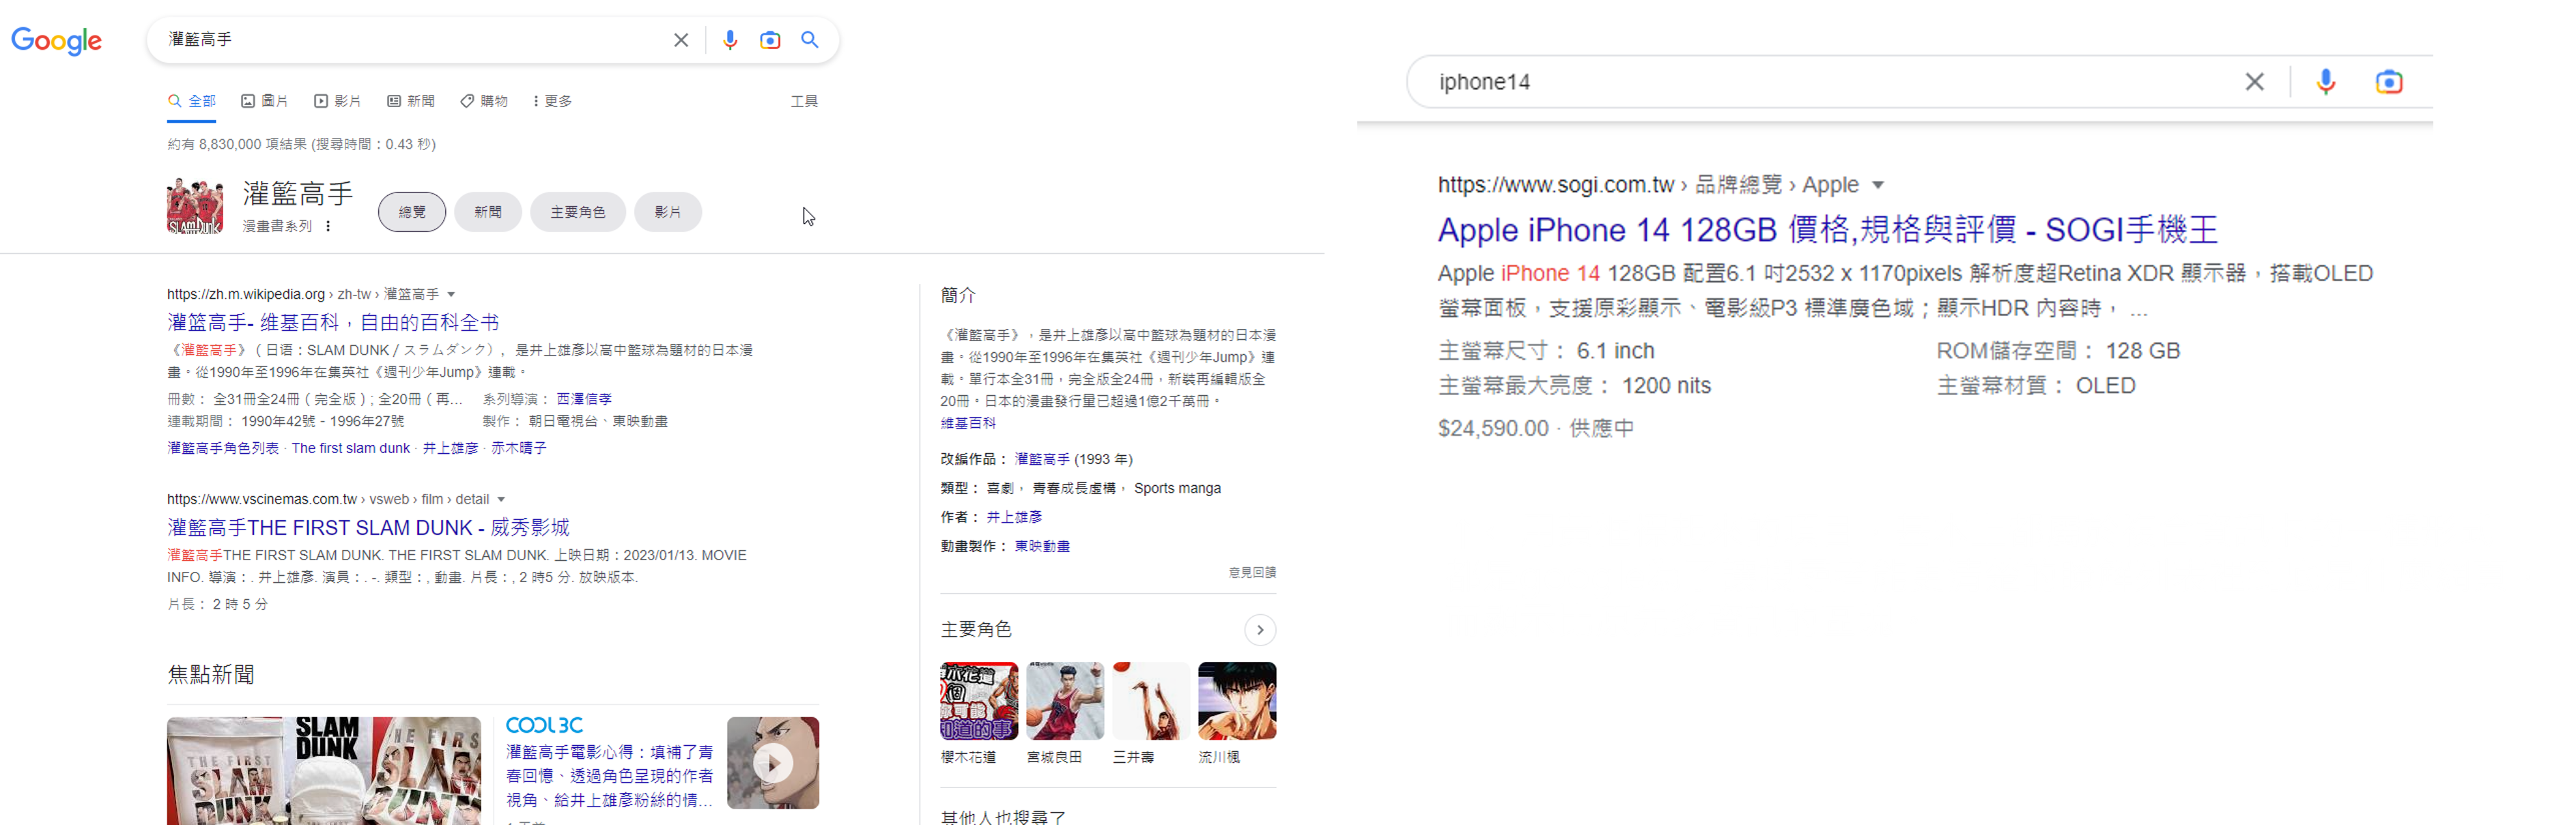 Google
灌籃高手
全部 圖片 影片 新聞 購物 更多 工具
約有 8,830,000 項結果 (搜尋時間：0.43 秒)
灌籃高手
漫畫書系列
總覽 新聞 主要角色 影片
https://zh.m.wikipedia.org › zh-tw › 灌籃高手
灌篮高手- 維基百科，自由的百科全书
《灌籃高手》（日语：SLAM DUNK / スラムダンク），是井上雄彥以高中籃球為題材的日本漫
畫。從1990年至1996年在集英社《週刊少年Jump》連載。
冊數： 全31冊全24冊（完全版）; 全20冊（再... 系列導演： 西澤信孝
連載期間： 1990年42號 - 1996年27號 製作： 朝日電視台、東映動畫
灌籃高手角色列表 · The first slam dunk · 井上雄彦 · 赤木晴子
https://www.vscinemas.com.tw › vsweb › film › detail
灌籃高手THE FIRST SLAM DUNK - 威秀影城
灌籃高手THE FIRST SLAM DUNK. THE FIRST SLAM DUNK. 上映日期：2023/01/13. MOVIE
INFO. 導演：. 井上雄彦. 演員：. -. 類型：, 動畫. 片長：, 2 時5 分. 放映版本.
片長： 2 時 5 分
焦點新聞
SLAM
DUNK
THE FIRST
SLAM
DUNK
COOL3C
灌籃高手電影心得：填補了青
春回憶、透過角色呈現的作者
視角、給井上雄彥粉絲的情...
簡介
《灌籃高手》，是井上雄彥以高中籃球為題材的日本漫
畫。從1990年至1996年在集英社《週刊少年Jump》連
載。單行本全31冊，完全版全24冊，新裝再編輯版全
20冊。日本的漫畫發行量已超過1億2千萬冊。
維基百科
改編作品： 灌籃高手 (1993 年)
類型： 喜劇， 青春成長虛構， Sports manga
作者： 井上雄彥
動畫製作： 東映動畫
意見回饋
主要角色
櫻木花道 宮城良田 三井壽 流川楓
其他人也搜尋了
iphone14
https://www.sogi.com.tw › 品牌總覽 › Apple
Apple iPhone 14 128GB 價格,規格與評價 - SOGI手機王
Apple iPhone 14 128GB 配置6.1 吋2532 x 1170pixels 解析度超Retina XDR 顯示器，搭載OLED
螢幕面板，支援原彩顯示、電影級P3 標準廣色域；顯示HDR 內容時， ...
主螢幕尺寸： 6.1 inch ROM儲存空間： 128 GB
主螢幕最大亮度： 1200 nits 主螢幕材質： OLED
$24,590.00 · 供應中